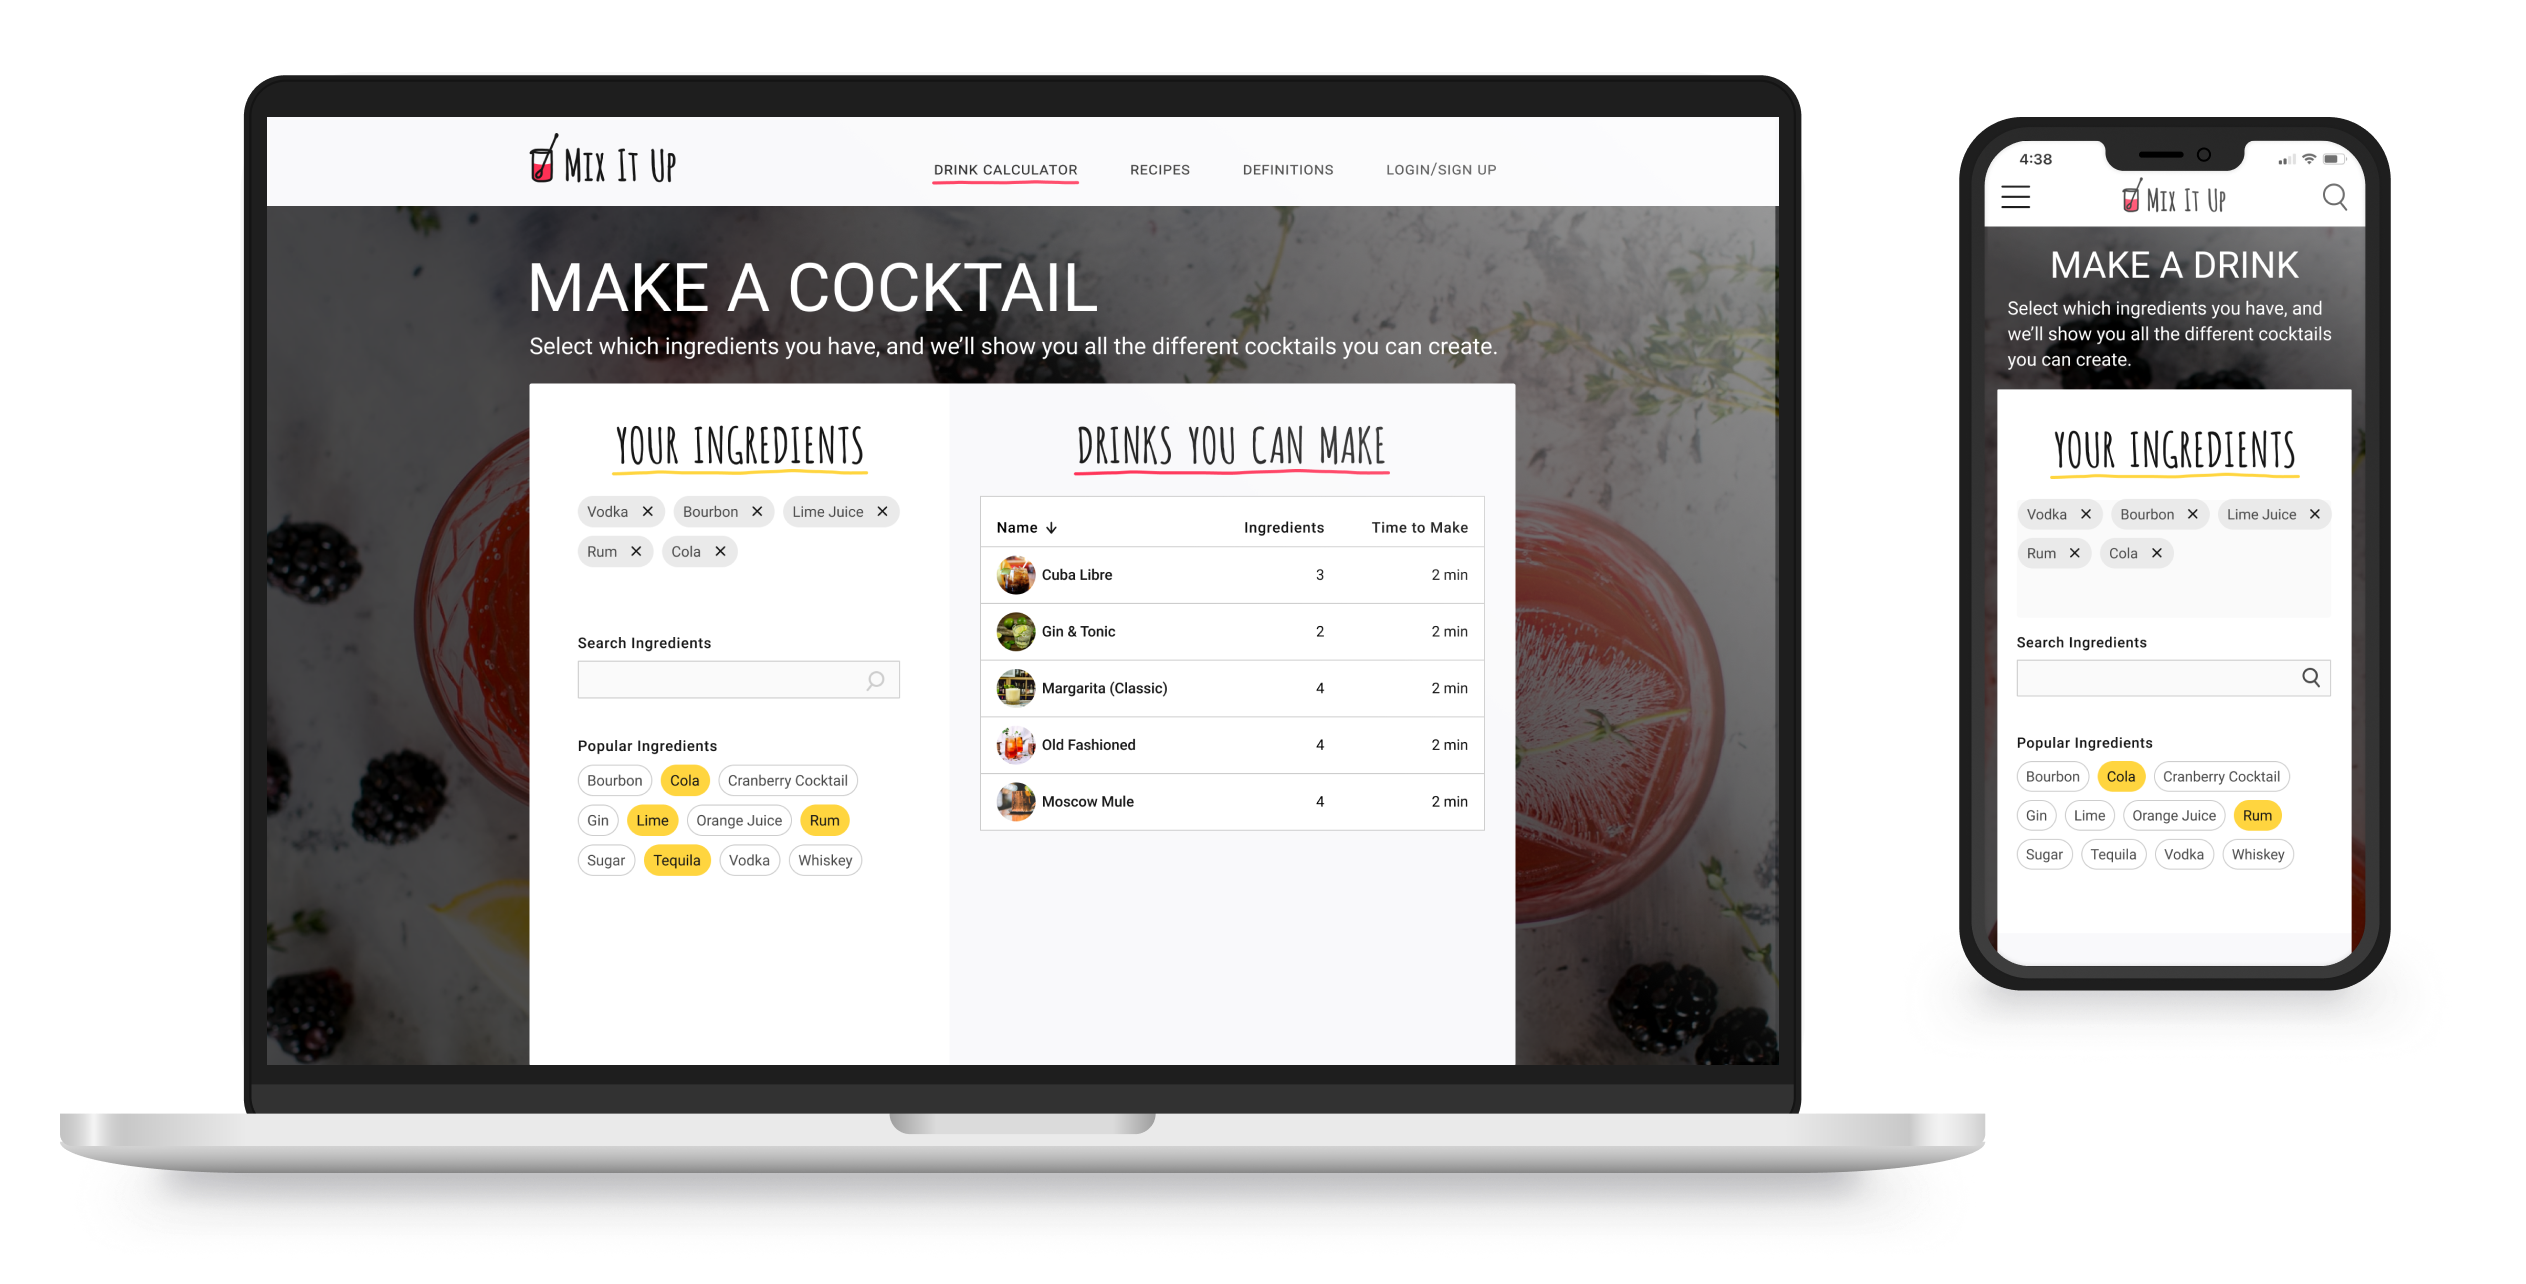 Mix It Up
DRINK CALCULATOR RECIPES DEFINITIONS LOGIN/SIGN UP
MAKE A COCKTAIL
Select which ingredients you have, and we'll show you all the different cocktails you can create.
YOUR INGREDIENTS
Vodka Bourbon Lime Juice
Rum Cola
Search Ingredients
Popular Ingredients
Bourbon Cola Cranberry Cocktail
Gin Lime Orange Juice Rum
Sugar Tequila Vodka Whiskey
DRINKS YOU CAN MAKE
Name Ingredients Time to Make
Cuba Libre 3 2 min
Gin & Tonic 2 2 min
Margarita (Classic) 4 2 min
Old Fashioned 4 2 min
Moscow Mule 4 2 min
4:38
Mix It Up
MAKE A DRINK
Select which ingredients you have, and
we'll show you all the different cocktails
you can create.
YOUR INGREDIENTS
Vodka Bourbon Lime Juice
Rum Cola
Search Ingredients
Popular Ingredients
Bourbon Cola Cranberry Cocktail
Gin Lime Orange Juice Rum
Sugar Tequila Vodka Whiskey